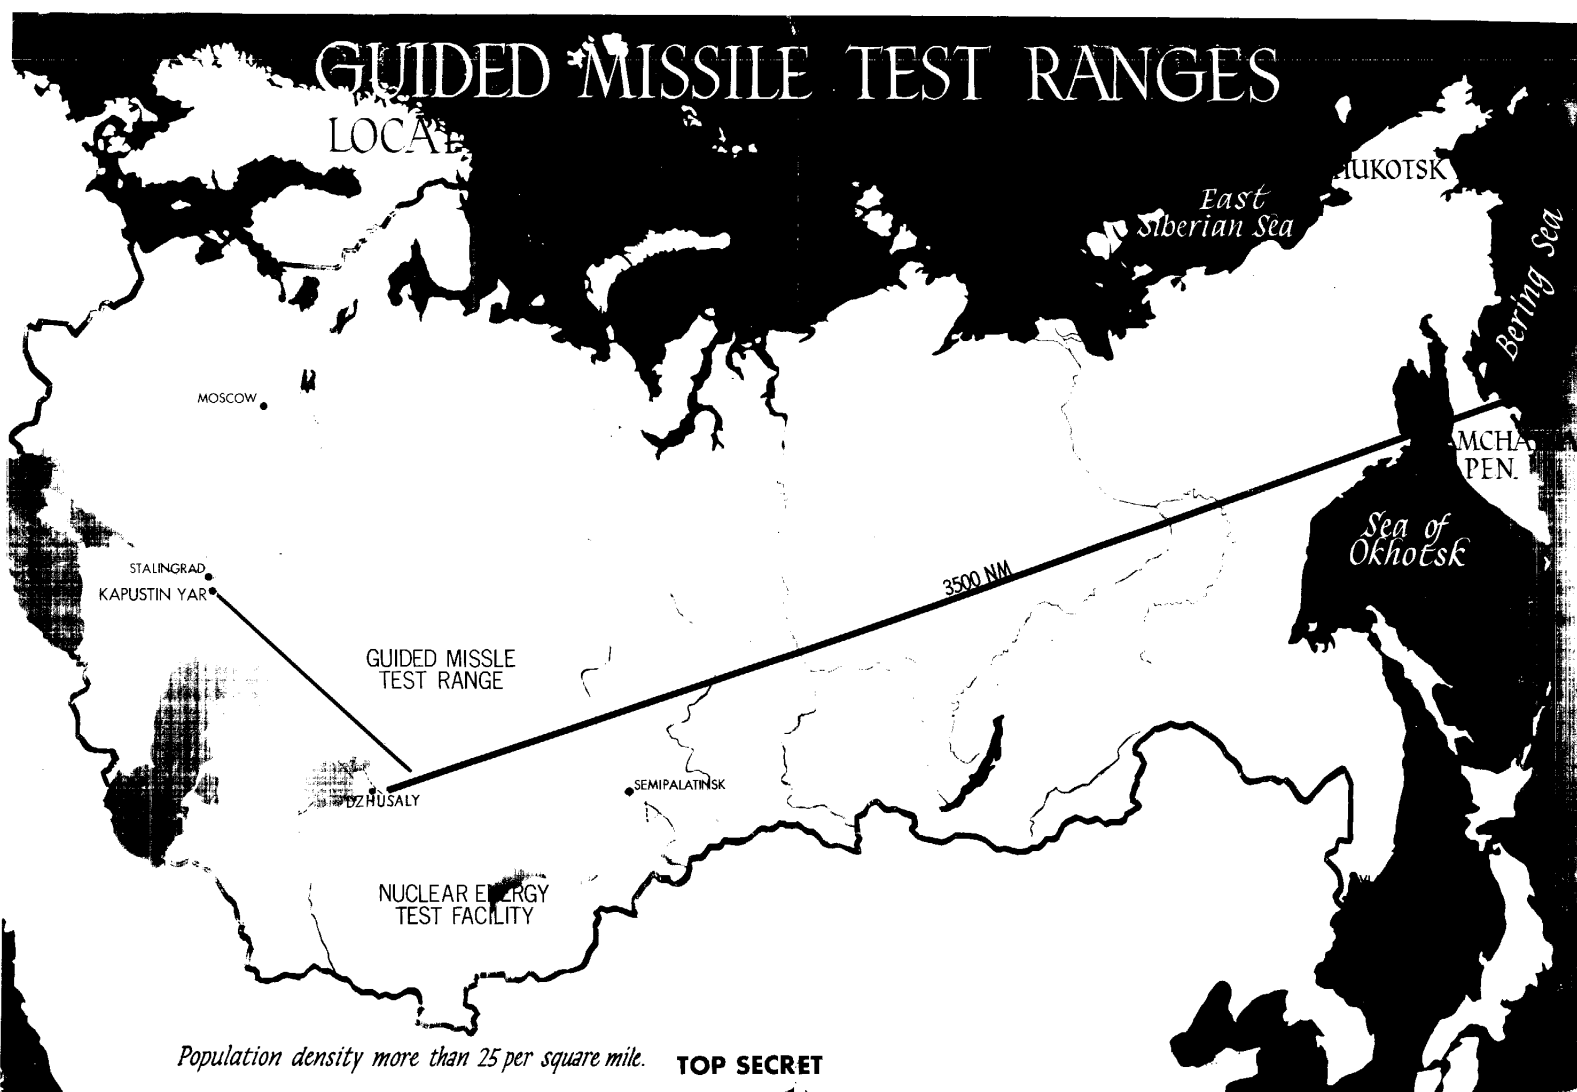 GUIDED MISSILE TEST RANGES
East
Siberian Sea
Bering Sea
MOSCOW
PEN.
Sea of
Okhotsk
STALINGRAD
KAPUSTIN YAR
3500 NM
GUIDED MISSLE
TEST RANGE
SEMIPALATINSK
DZHUSALY
NUCLEAR ENERGY
TEST FACILITY
Population density more than 25 per square mile.
TOP SECRET